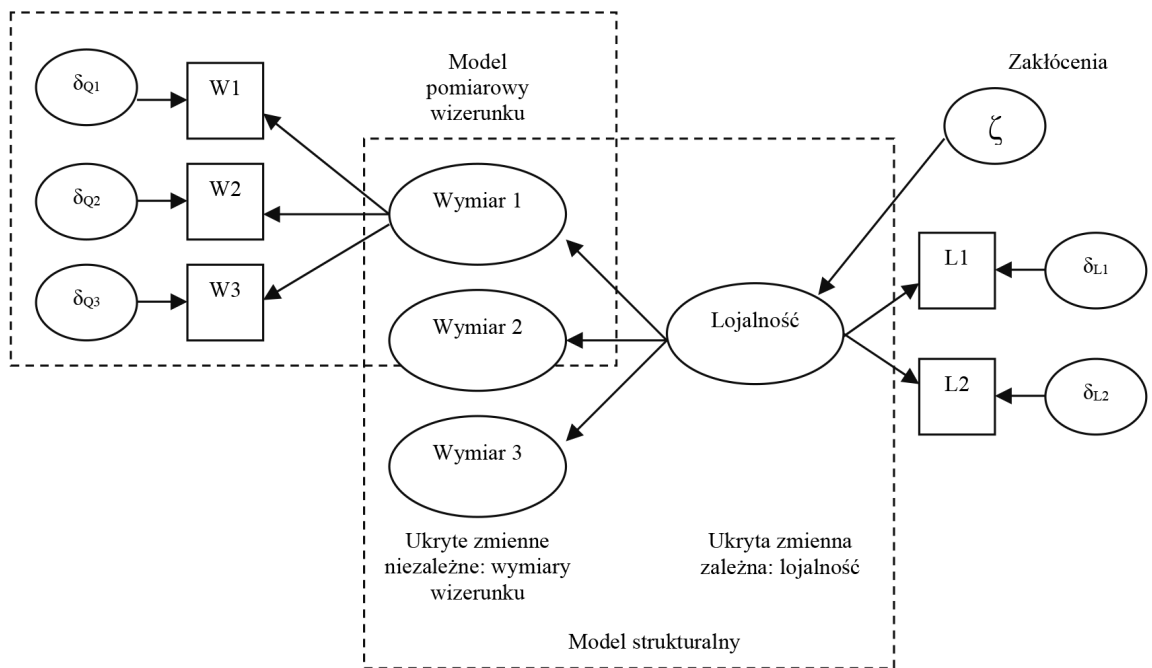 Model
pomiarowy
wizerunku
Zakłócenia
δQ1
W1
ζ
δQ2
W2
Wymiar 1
δQ3
W3
L1
δL1
Wymiar 2
Lojalność
L2
δL2
Wymiar 3
Ukryte zmienne
niezależne: wymiary
wizerunku
Ukryta zmienna
zależna: lojalność
Model strukturalny